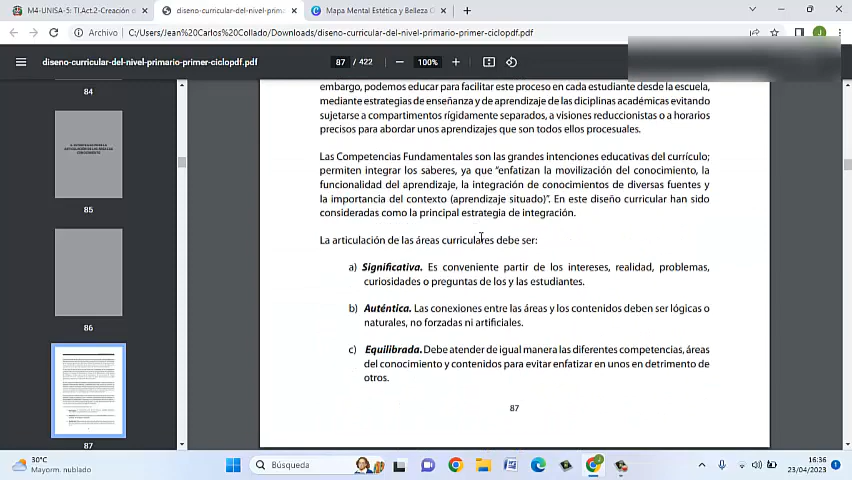 M4-UNISA-5: TI.Act.2-Creación d
diseno-curricular-del-nivel-prima
Mapa Mental Estética y Belleza O
Archivo C:/Users/Jean%20Carlos%20Collado/Downloads/diseno-curricular-del-nivel-primario-primer-ciclopdf.pdf
diseno-curricular-del-nivel-primario-primer-ciclopdf.pdf
87 / 422
100%
84
85
86
87
embargo, podemos educar para facilitar este proceso en cada estudiante desde la escuela,
mediante estrategias de enseñanza y de aprendizaje de las diciplinas académicas evitando
sujetarse a compartimentos rígidamente separados, a visiones reduccionistas o a horarios
precisos para abordar unos aprendizajes que son todos ellos procesuales.
Las Competencias Fundamentales son las grandes intenciones educativas del currículo;
permiten integrar los saberes, ya que “enfatizan la movilización del conocimiento, la
funcionalidad del aprendizaje, la integración de conocimientos de diversas fuentes y
la importancia del contexto (aprendizaje situado)”. En este diseño curricular han sido
consideradas como la principal estrategia de integración.
La articulación de las áreas curriculares debe ser:
a) Significativa. Es conveniente partir de los intereses, realidad, problemas,
curiosidades o preguntas de los y las estudiantes.
b) Auténtica. Las conexiones entre las áreas y los contenidos deben ser lógicas o
naturales, no forzadas ni artificiales.
c) Equilibrada. Debe atender de igual manera las diferentes competencias, áreas
del conocimiento y contenidos para evitar enfatizar en unos en detrimento de
otros.
87
30°C
Mayorm. nublado
Búsqueda
16:36
23/04/2023